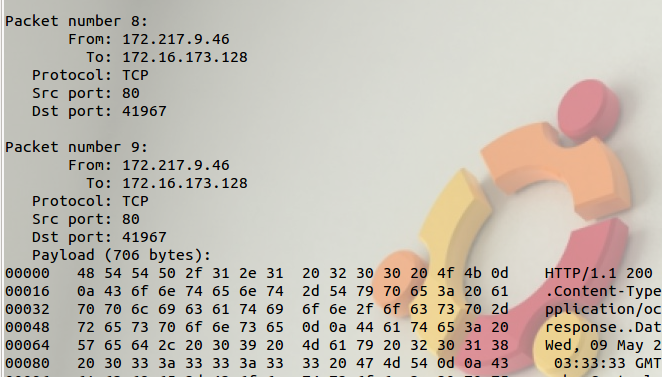 Packet number 8:
From: 172.217.9.46
To: 172.16.173.128
Protocol: TCP
Src port: 80
Dst port: 41967
Packet number 9:
From: 172.217.9.46
To: 172.16.173.128
Protocol: TCP
Src port: 80
Dst port: 41967
Payload (706 bytes):
00000 48 54 54 50 2f 31 2e 31 20 32 30 30 20 4f 4b 0d HTTP/1.1 200
00016 0a 43 6f 6e 74 65 6e 74 2d 54 79 70 65 3a 20 61 .Content-Type
00032 70 70 6c 69 63 61 74 69 6f 6e 2f 6f 63 73 70 2d pplication/oc
00048 72 65 73 70 6f 6e 73 65 0d 0a 44 61 74 65 3a 20 response..Dat
00064 57 65 64 2c 20 30 39 20 4d 61 79 20 32 30 31 38 Wed, 09 May 2
00080 20 30 33 3a 33 33 3a 33 33 20 47 4d 54 0d 0a 43 03:33:33 GMT